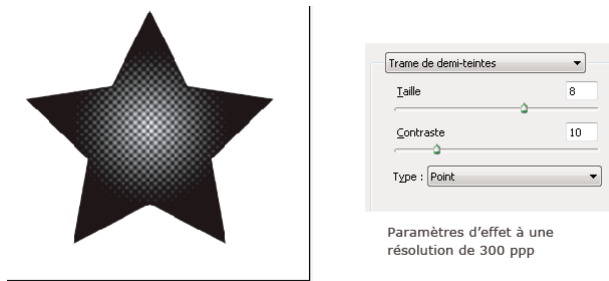 Trame de demi-teintes
Taille 8
Contraste 10
Type : Point
Paramètres d'effet à une
résolution de 300 ppp